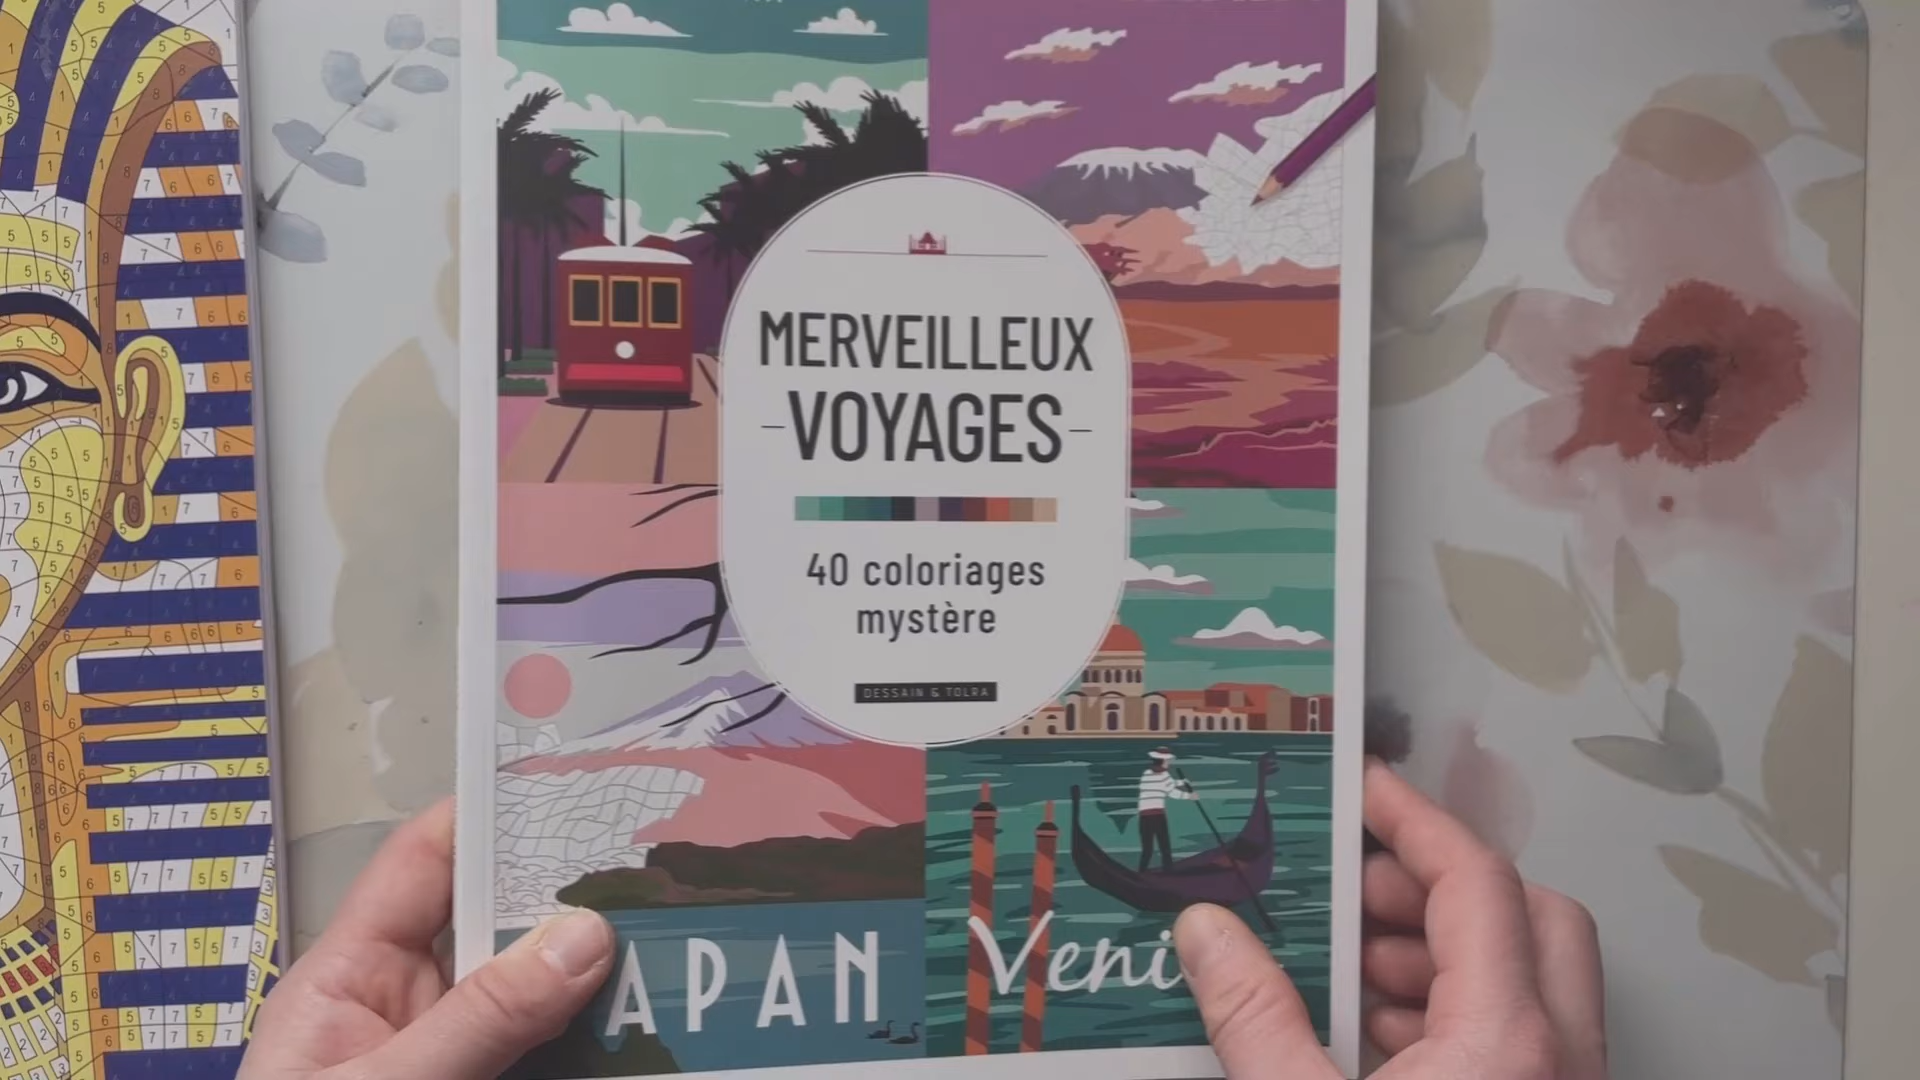 MERVEILLEUX
-VOYAGES-
40 coloriages
mystère
DESSAIN & TOLRA
APAN
Veni